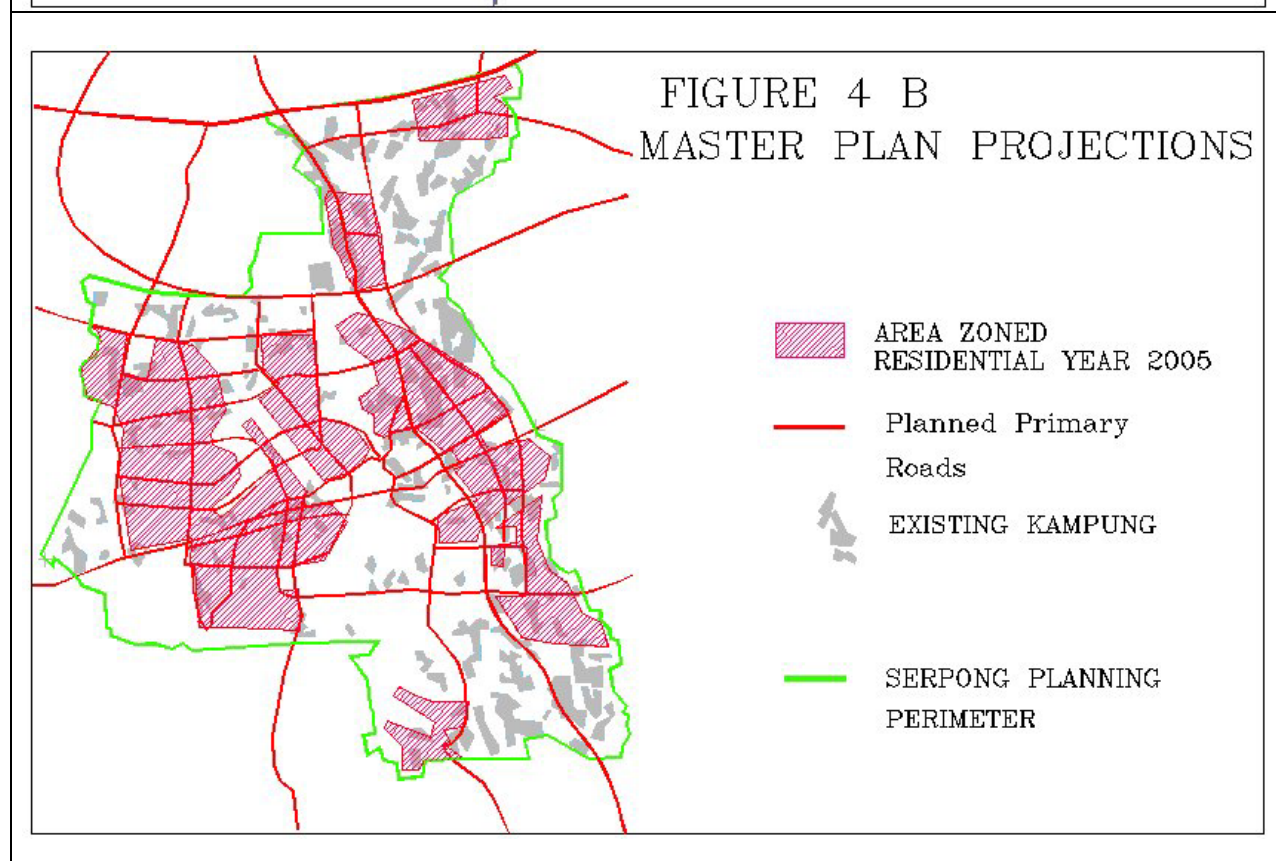 FIGURE 4 B
MASTER PLAN PROJECTIONS
AREA ZONED
RESIDENTIAL YEAR 2005
Planned Primary
Roads
EXISTING KAMPUNG
SERPONG PLANNING
PERIMETER